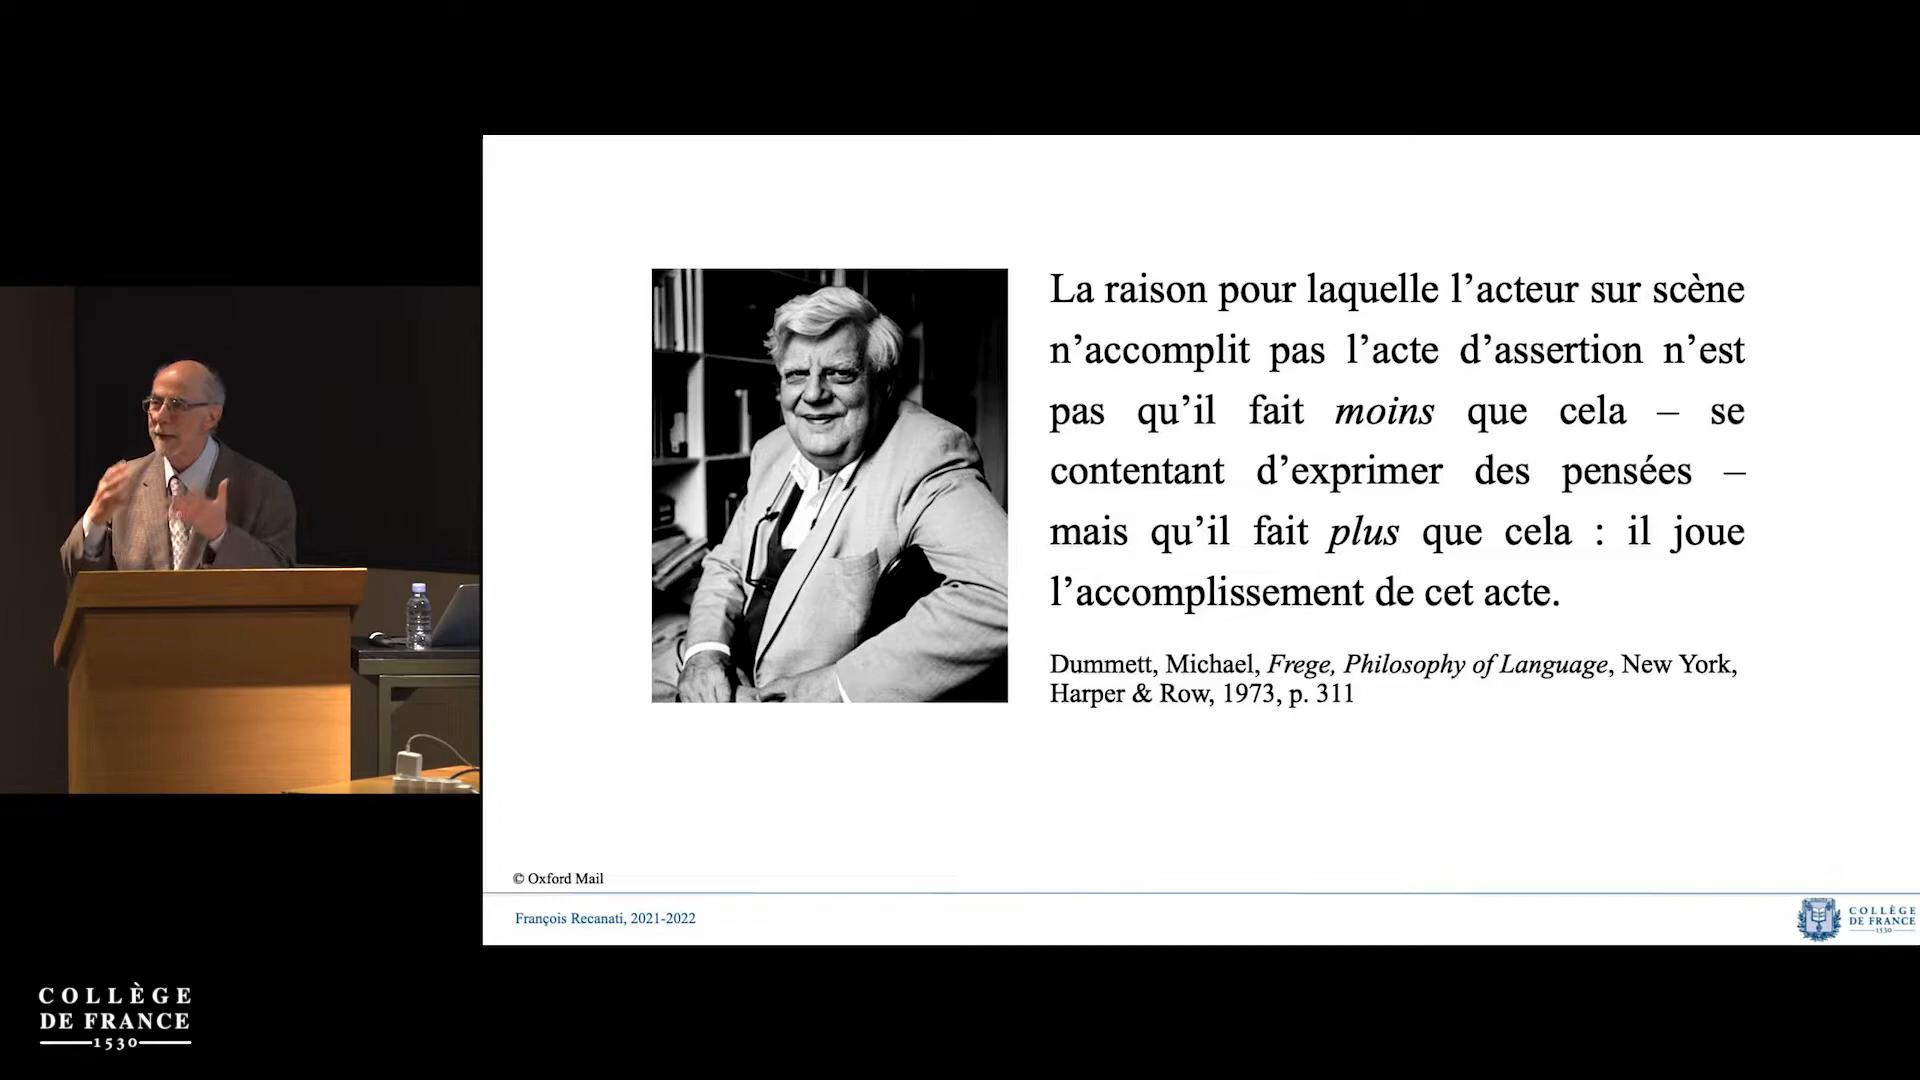 La raison pour laquelle l’acteur sur scène
n’accomplit pas l’acte d’assertion n’est
pas qu’il fait moins que cela – se
contentant d’exprimer des pensées –
mais qu’il fait plus que cela : il joue
l’accomplissement de cet acte.
Dummett, Michael, Frege, Philosophy of Language, New York,
Harper & Row, 1973, p. 311
© Oxford Mail
François Recanati, 2021-2022
COLLÈGE
DE FRANCE
1530
COLLÈGE
DE FRANCE
1530